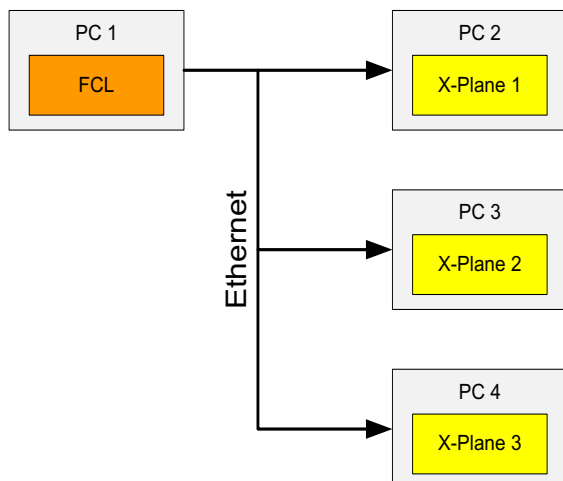 PC 1
FCL
PC 2
X-Plane 1
Ethernet
PC 3
X-Plane 2
PC 4
X-Plane 3